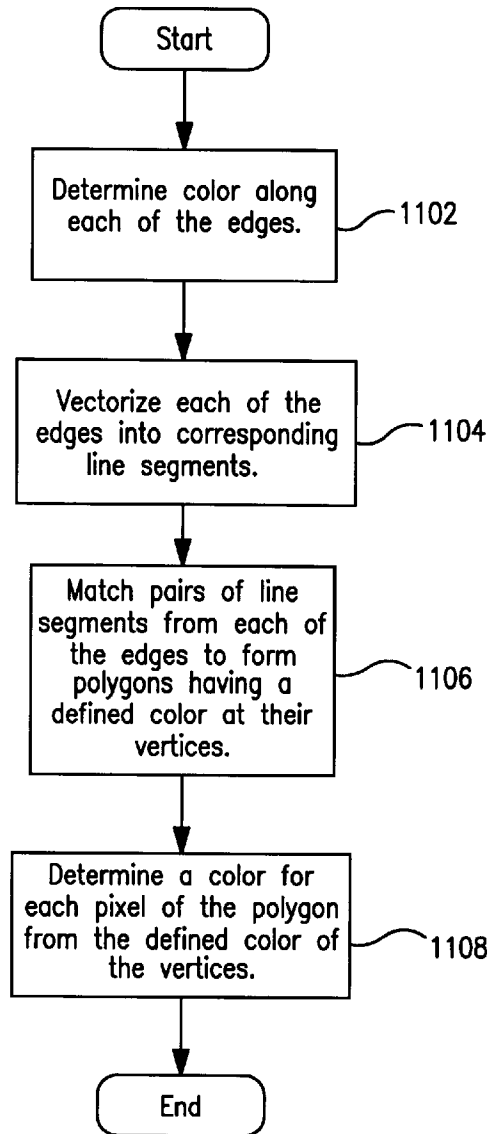 Start
Determine color along
each of the edges.
1102
Vectorize each of the
edges into corresponding
line segments.
1104
Match pairs of line
segments from each of
the edges to form
polygons having a
defined color at their
vertices.
1106
Determine a color for
each pixel of the polygon
from the defined color of
the vertices.
1108
End